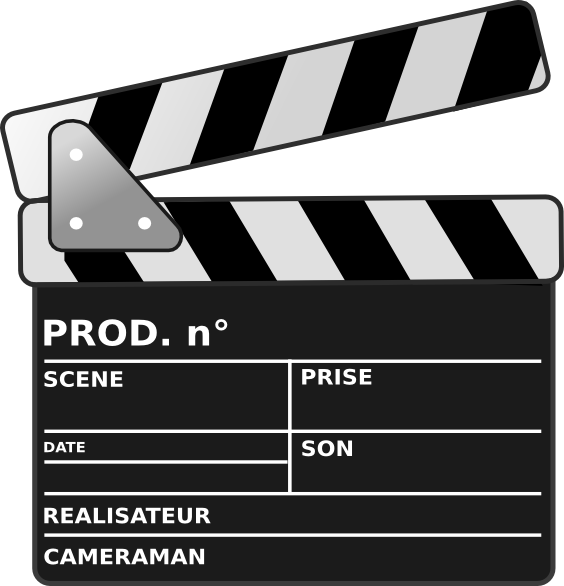 PROD. n°
SCENE
PRISE
DATE
SON
REALISATEUR
CAMERAMAN